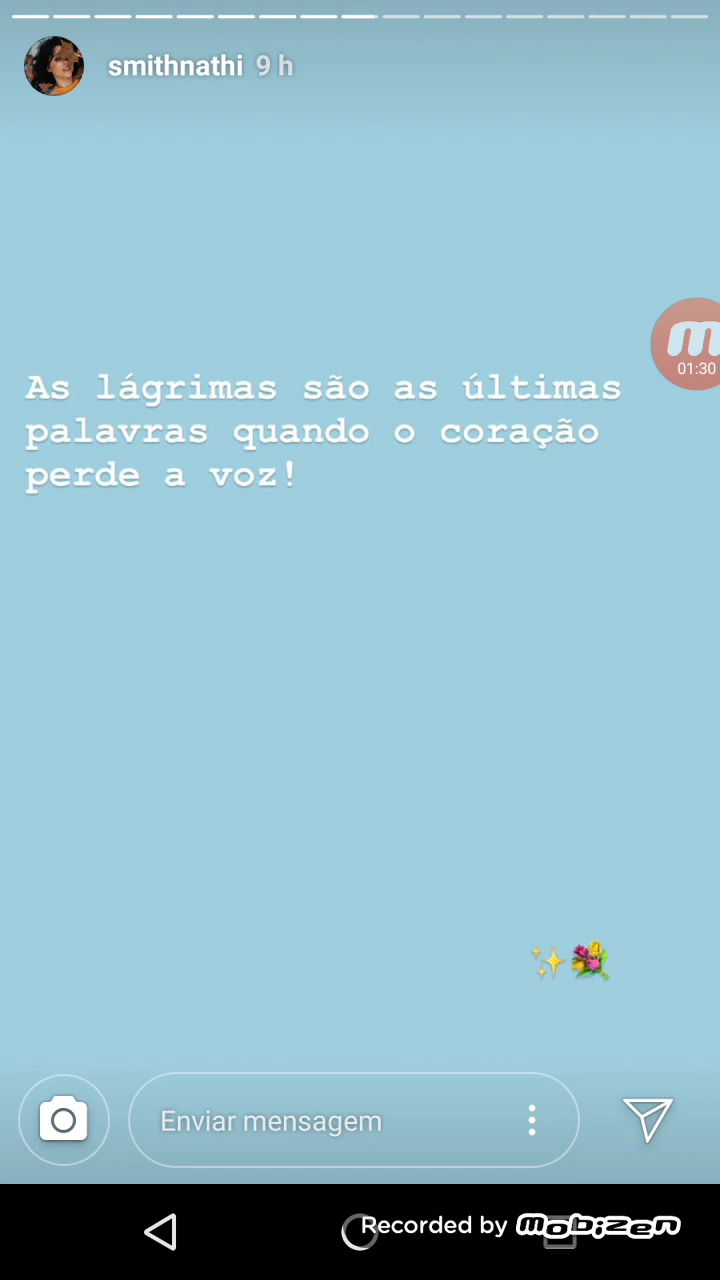 smithnathi 9 h
01:30
As lágrimas são as últimas
palavras quando o coração
perde a voz!
Enviar mensagem
Recorded by mobizen